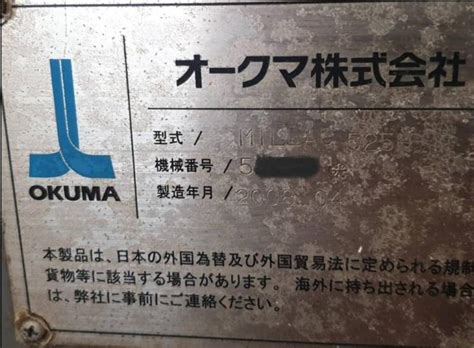 オークマ株式会社
型式 /
機械番号 / 5
製造年月 /
OKUMA
本製品は、日本の外国為替及び外国貿易法に定められる規制
貨物等に該当する場合があります。 海外に持ち出される場合
は、弊社に事前にご連絡ください。